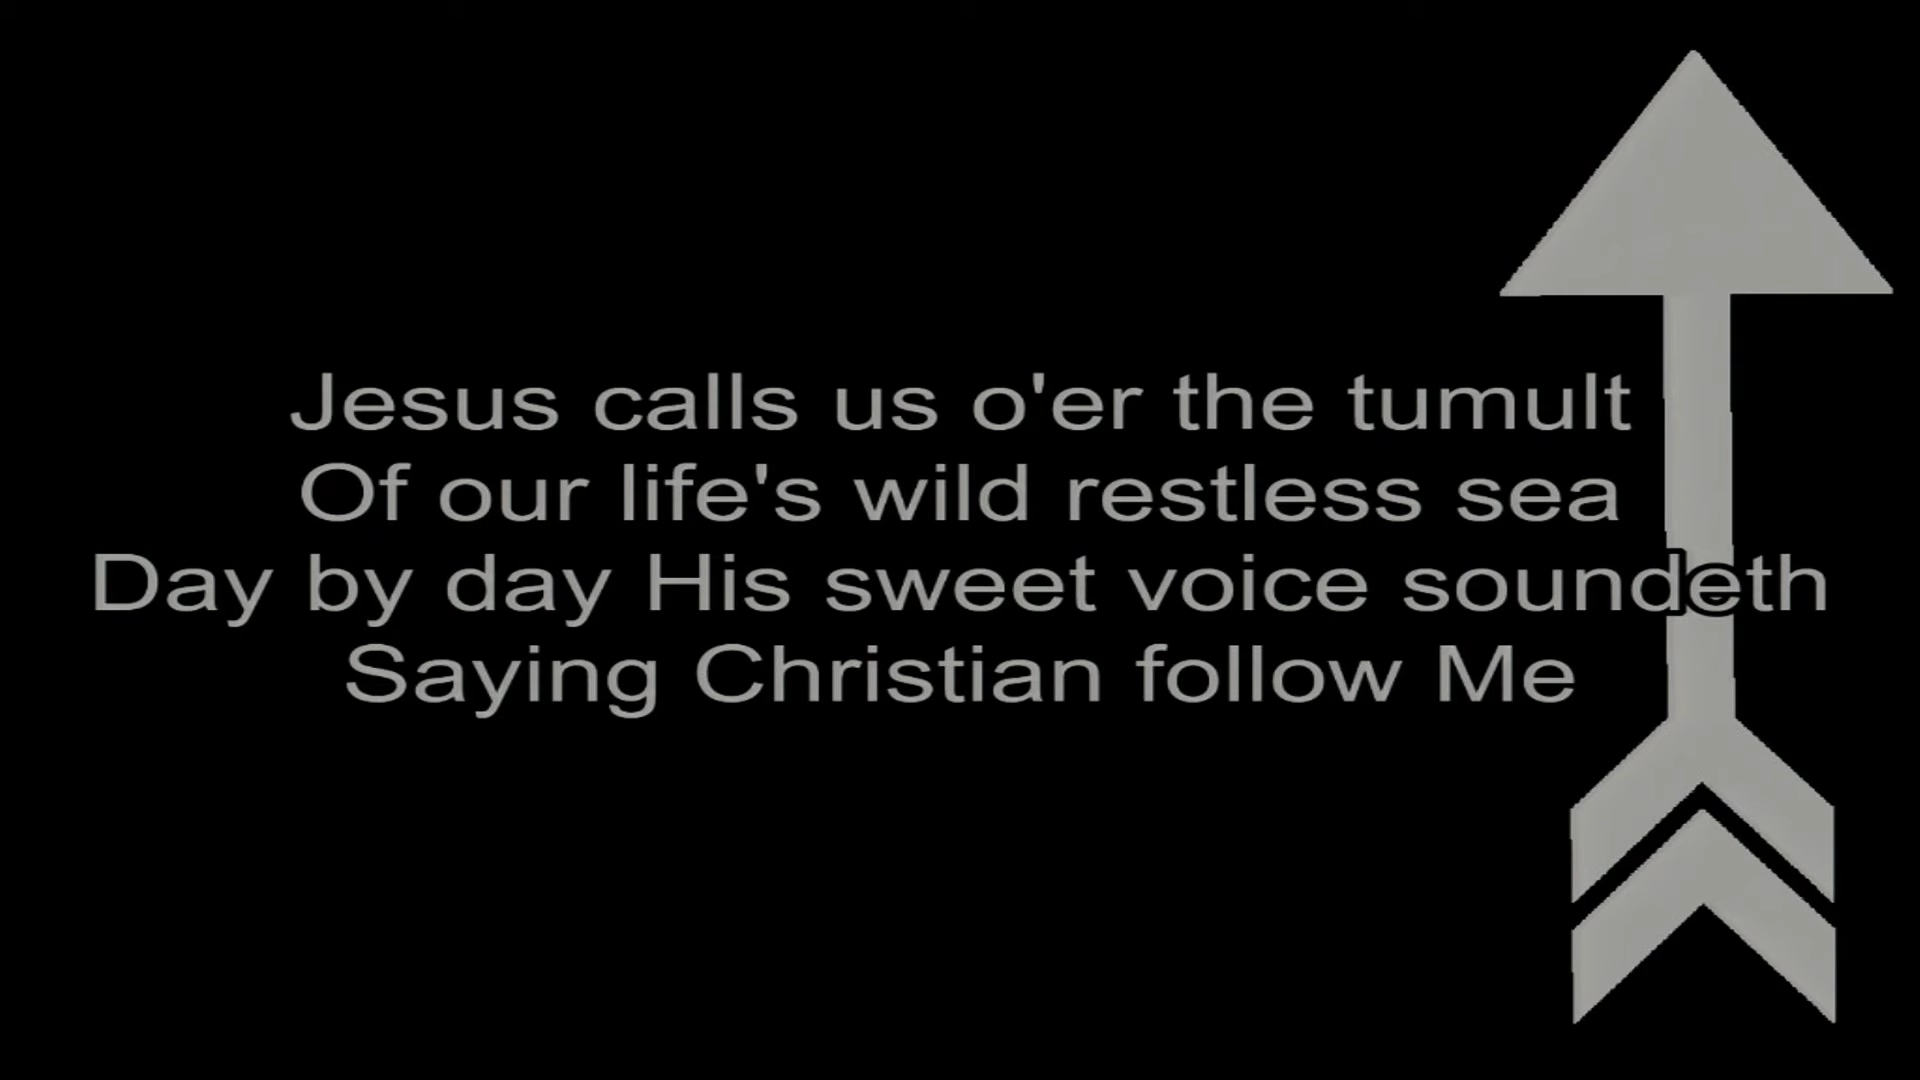 Jesus calls us o'er the tumult
Of our life's wild restless sea
Day by day His sweet voice soundeth
Saying Christian follow Me